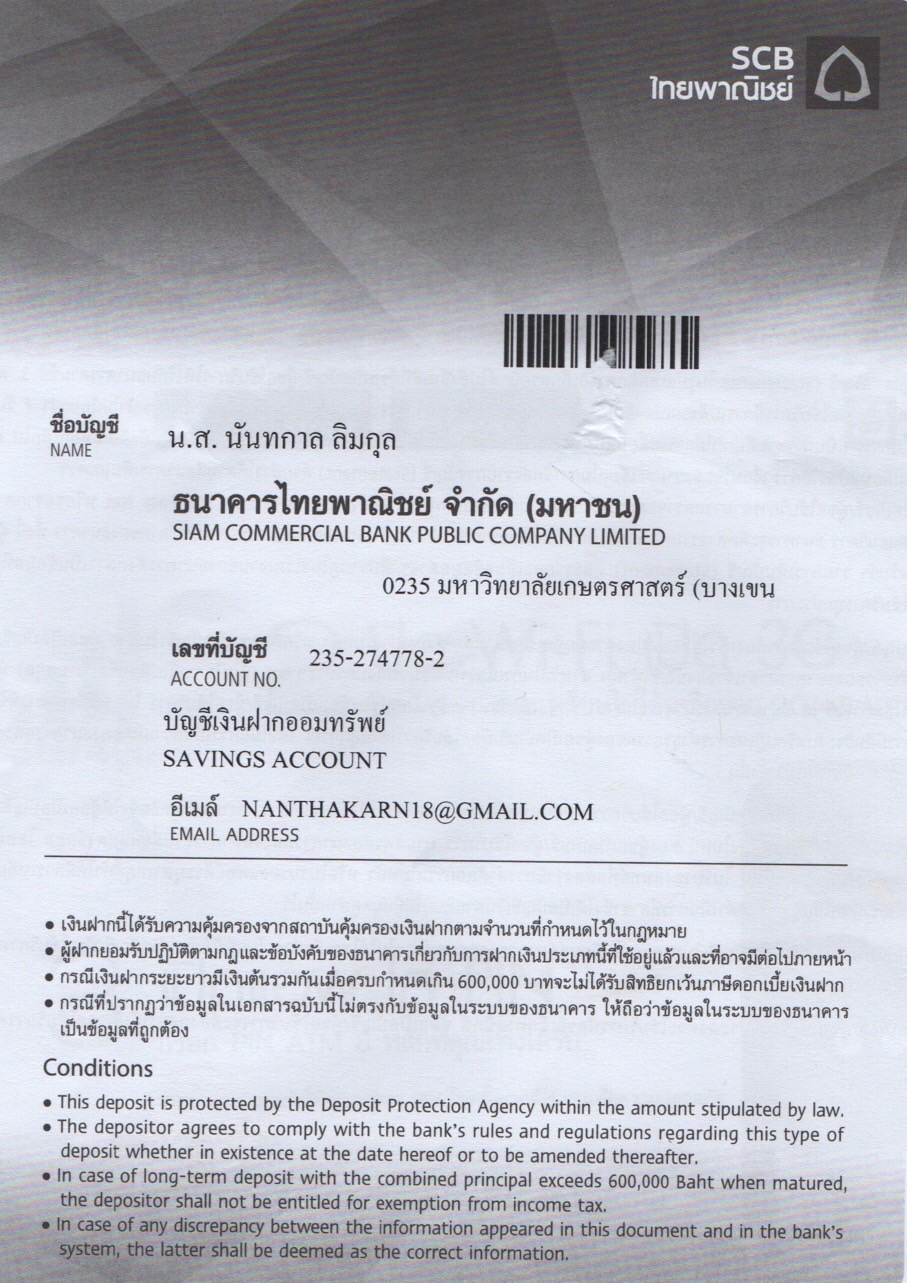 SCB
ไทยพาณิชย์
ชื่อบัญชี
NAME
น.ส. นันทกาล ลิมกุล
ธนาคารไทยพาณิชย์ จำกัด (มหาชน)
SIAM COMMERCIAL BANK PUBLIC COMPANY LIMITED
0235 มหาวิทยาลัยเกษตรศาสตร์ (บางเขน
เลขที่บัญชี 235-274778-2
ACCOUNT NO.
บัญชีเงินฝากออมทรัพย์
SAVINGS ACCOUNT
อีเมล์ NANTHAKARN18@GMAIL.COM
EMAIL ADDRESS
• เงินฝากนี้ได้รับความคุ้มครองจากสถาบันคุ้มครองเงินฝากตามจำนวนที่กำหนดไว้ในกฎหมาย
• ผู้ฝากยอมรับปฏิบัติตามกฎและข้อบังคับของธนาคารเกี่ยวกับการฝากเงินประเภทนี้ที่ใช้อยู่แล้วและที่อาจมีต่อไปภายหน้า
• กรณีเงินฝากระยะยาวมีเงินต้นรวมกันเมื่อครบกำหนดเกิน 600,000 บาทจะไม่ได้รับสิทธิยกเว้นภาษีดอกเบี้ยเงินฝาก
• กรณีที่ปรากฏว่าข้อมูลในเอกสารฉบับนี้ไม่ตรงกับข้อมูลในระบบของธนาคาร ให้ถือว่าข้อมูลในระบบของธนาคาร
เป็นข้อมูลที่ถูกต้อง
Conditions
• This deposit is protected by the Deposit Protection Agency within the amount stipulated by law.
• The depositor agrees to comply with the bank's rules and regulations regarding this type of
deposit whether in existence at the date hereof or to be amended thereafter.
• In case of long-term deposit with the combined principal exceeds 600,000 Baht when matured,
the depositor shall not be entitled for exemption from income tax.
• In case of any discrepancy between the information appeared in this document and in the bank's
system, the latter shall be deemed as the correct information.